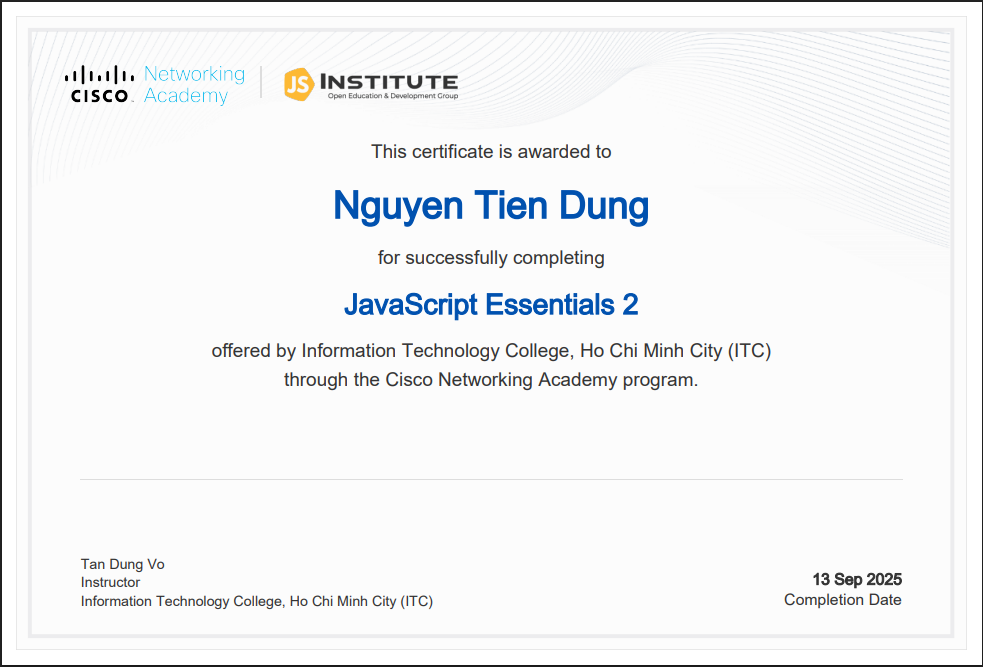 CISCO Networking Academy
JS INSTITUTE
Open Education & Development Group
This certificate is awarded to
Nguyen Tien Dung
for successfully completing
JavaScript Essentials 2
offered by Information Technology College, Ho Chi Minh City (ITC)
through the Cisco Networking Academy program.
Tan Dung Vo
Instructor
Information Technology College, Ho Chi Minh City (ITC)
13 Sep 2025
Completion Date